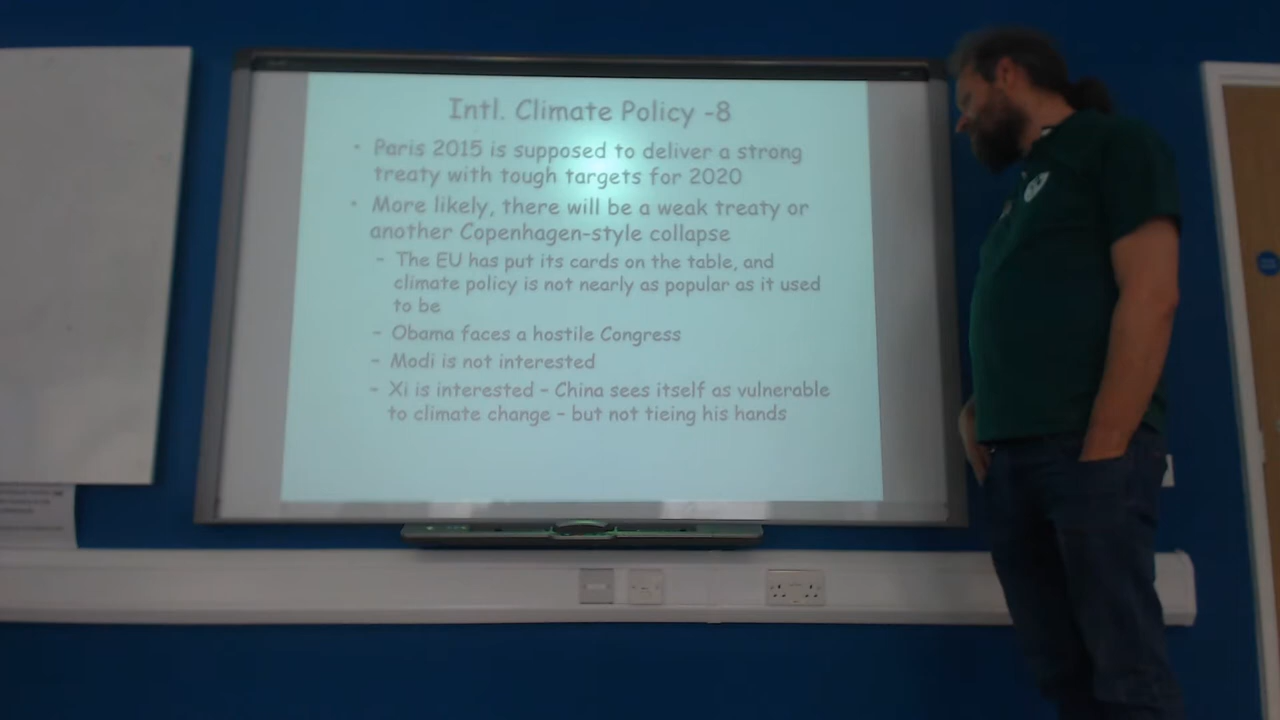 Intl. Climate Policy -8
• Paris 2015 is supposed to deliver a strong
treaty with tough targets for 2020
• More likely, there will be a weak treaty or
another Copenhagen-style collapse
– The EU has put its cards on the table, and
climate policy is not nearly as popular as it used
to be
– Obama faces a hostile Congress
– Modi is not interested
– Xi is interested – China sees itself as vulnerable
to climate change – but not tieing his hands